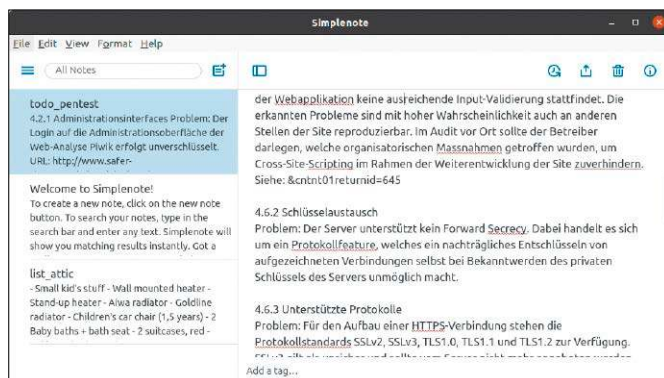 Simplenote
File Edit View Format Help
All Notes
todo_pentest
4.2.1 Administrationsinterfaces Problem: Der
Login auf die Administrationsoberfläche der
Web-Analyse Piwik erfolgt unverschlüsselt.
URL: http://www.safer-
Welcome to Simplenote!
To create a new note, click on the new note
button. To search your notes, type in the
search bar and enter any text. Simplenote will
show you matching results instantly. Got a
list_attic
- Small kid's stuff - Wall mounted heater -
Stand-up heater - Aiwa radiator - Goldline
radiator - Children's car chair (1,5 years) - 2
Baby baths + bath seat - 2 suitcases, red -
der Webapplikation keine ausreichende Input-Validierung stattfindet. Die
erkannten Probleme sind mit hoher Wahrscheinlichkeit auch an anderen
Stellen der Site reproduzierbar. Im Audit vor Ort sollte der Betreiber
darlegen, welche organisatorischen Massnahmen getroffen wurden, um
Cross-Site-Scripting im Rahmen der Weiterentwicklung der Site zuverhindern.
Siehe: &cntnt01returnid=645
4.6.2 Schlüsselaustausch
Problem: Der Server unterstützt kein Forward Secrecy. Dabei handelt es sich
um ein Protokollfeature, welches ein nachträgliches Entschlüsseln von
aufgezeichneten Verbindungen selbst bei Bekanntwerden des privaten
Schlüssels des Servers unmöglich macht.
4.6.3 Unterstützte Protokolle
Problem: Für den Aufbau einer HTTPS-Verbindung stehen die
Protokollstandards SSLv2, SSLv3, TLS1.0, TLS1.1 und TLS1.2 zur Verfügung.
Add a tag...